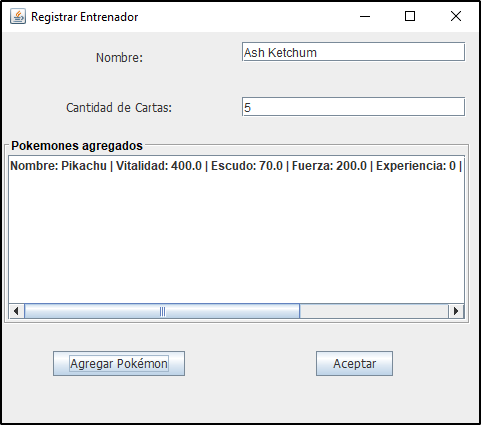 Registrar Entrenador
Nombre: Ash Ketchum
Cantidad de Cartas: 5
Pokemones agregados
Nombre: Pikachu | Vitalidad: 400.0 | Escudo: 70.0 | Fuerza: 200.0 | Experiencia: 0 |
Agregar Pokémon Aceptar